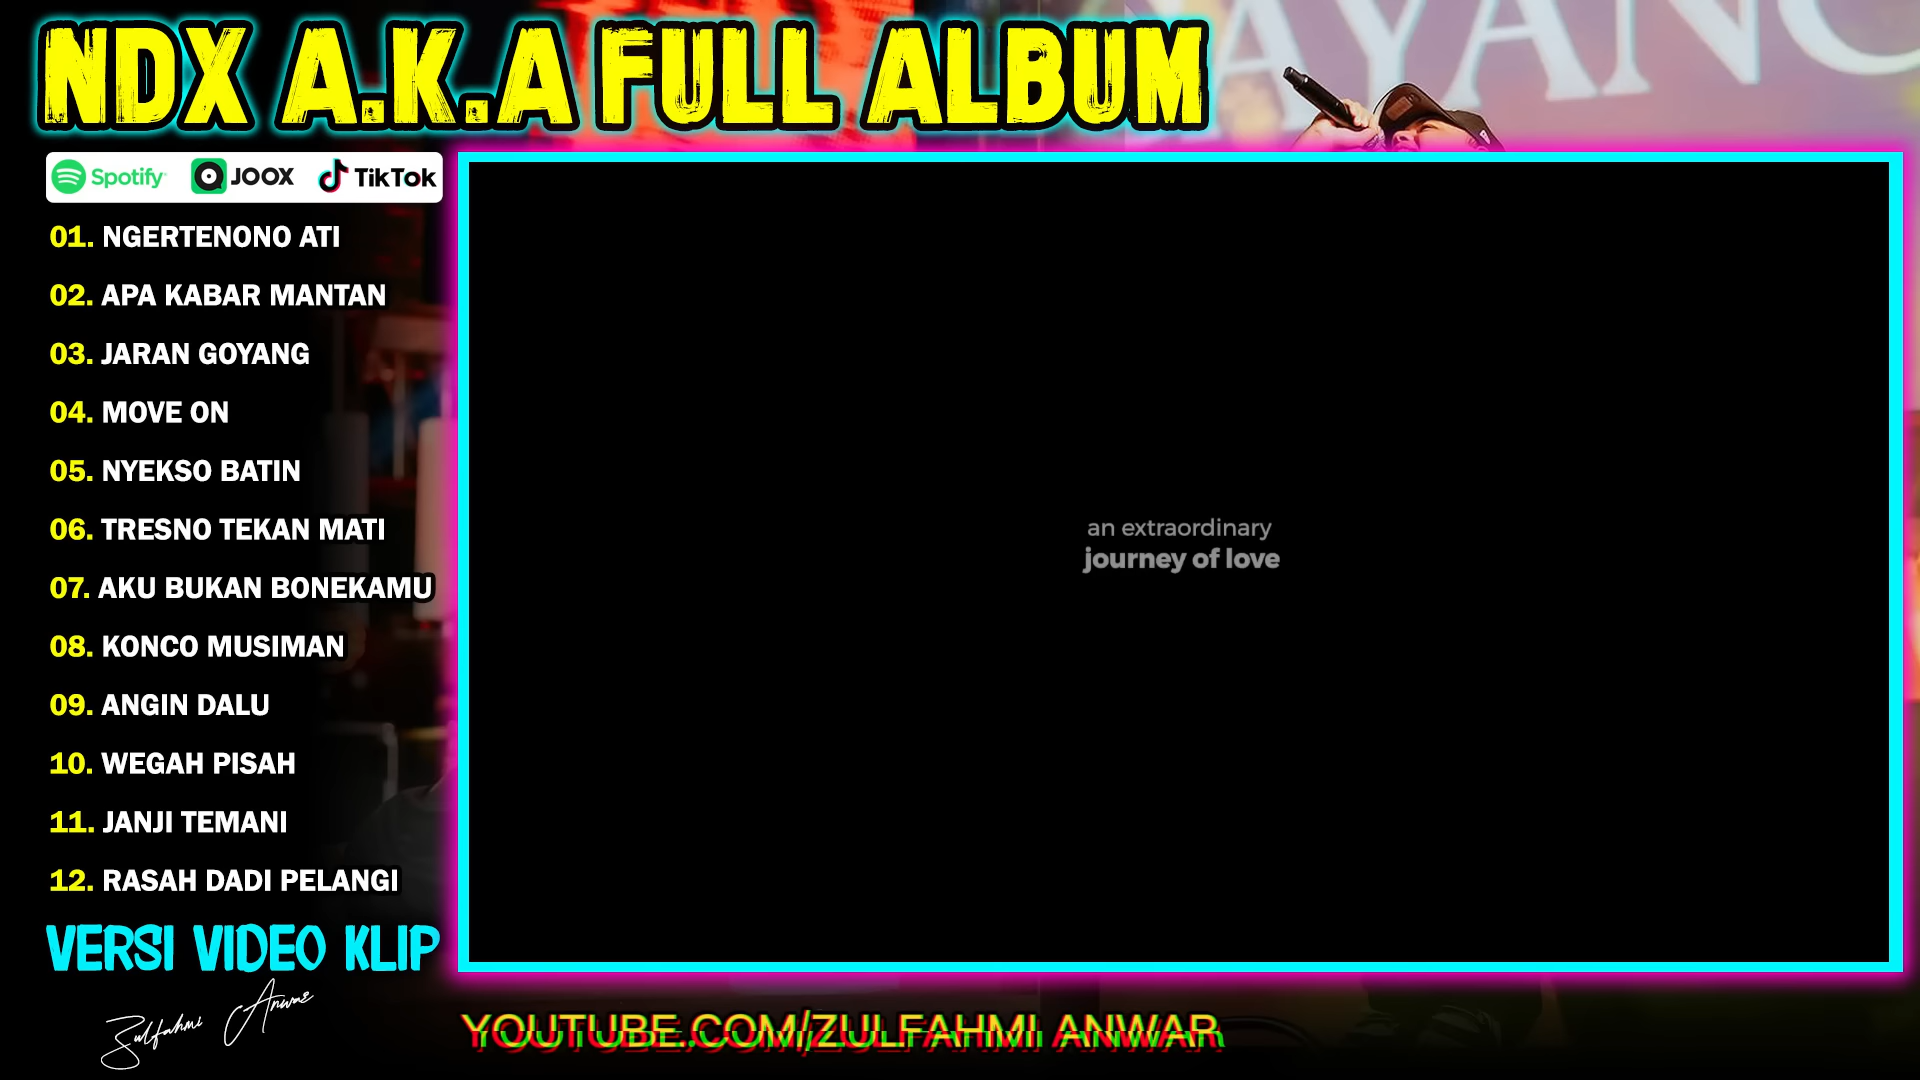 NDX A.K.A FULL ALBUM
AYANG
Spotify JOOX TikTok
01. NGERTENONO ATI
02. APA KABAR MANTAN
03. JARAN GOYANG
04. MOVE ON
05. NYEKSO BATIN
06. TRESNO TEKAN MATI
07. AKU BUKAN BONEKAMU
08. KONCO MUSIMAN
09. ANGIN DALU
10. WEGAH PISAH
11. JANJI TEMANI
12. RASAH DADI PELANGI
VERSI VIDEO KLIP
Zulfahmi Anwar
an extraordinary
journey of love
YOUTUBE.COM/ZULFAHMI ANWAR